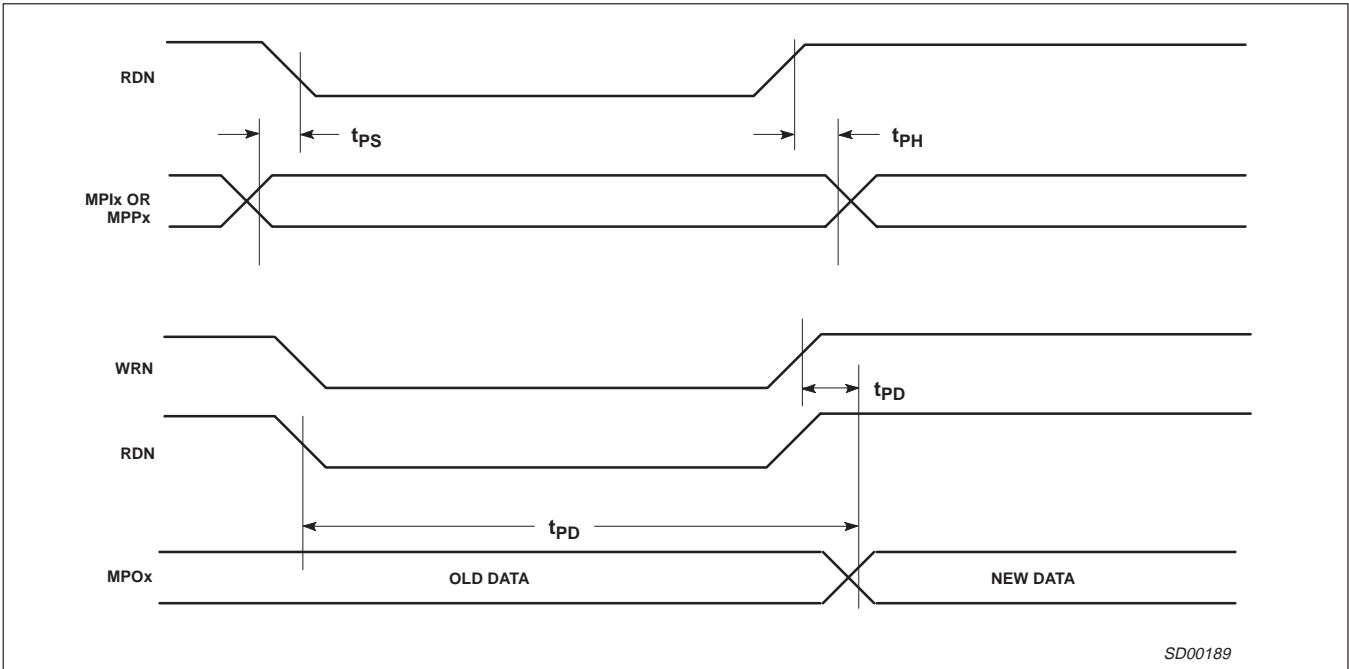 RDN
tPS
tPH
MPIx OR
MPPx
WRN
tPD
RDN
tPD
MPOx
OLD DATA
NEW DATA
SD00189